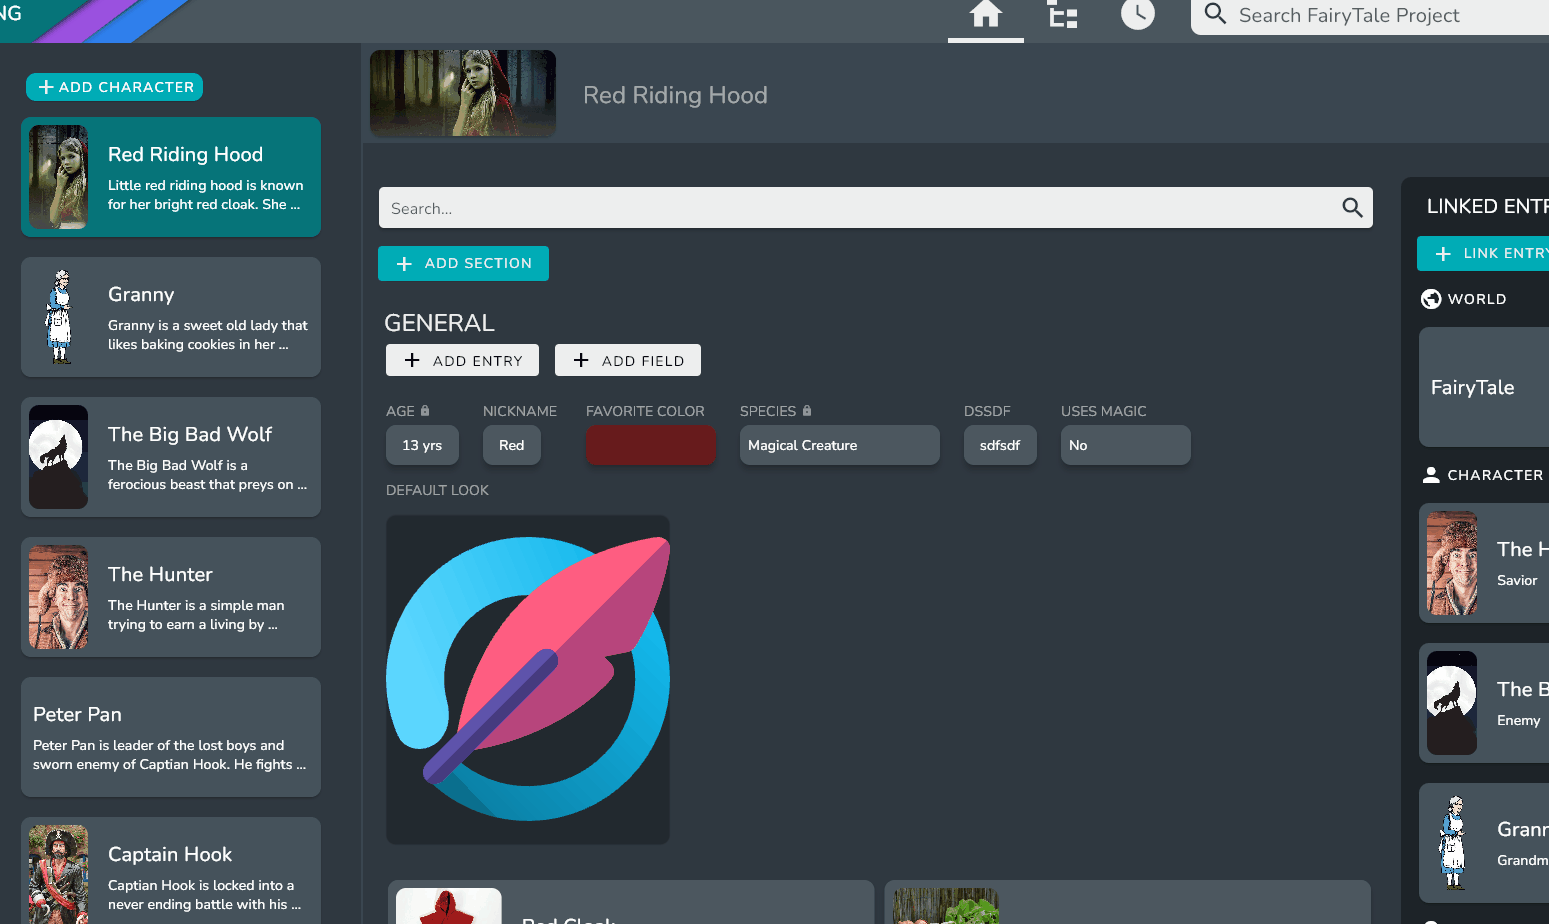 NG
Search FairyTale Project
ADD CHARACTER
Red Riding Hood
Little red riding hood is known
for her bright red cloak. She ...
Granny
Granny is a sweet old lady that
likes baking cookies in her ...
The Big Bad Wolf
The Big Bad Wolf is a
ferocious beast that preys on ...
The Hunter
The Hunter is a simple man
trying to earn a living by ...
Peter Pan
Peter Pan is leader of the lost boys and
sworn enemy of Captian Hook. He fights ...
Captain Hook
Captian Hook is locked into a
never ending battle with his ...
Red Riding Hood
Search...
ADD SECTION
GENERAL
ADD ENTRY
ADD FIELD
AGE
NICKNAME
FAVORITE COLOR
SPECIES
DSSDF
USES MAGIC
13 yrs
Red
Magical Creature
sdfsdf
No
DEFAULT LOOK
Red Cloak
LINKED ENTR
LINK ENTRY
WORLD
FairyTale
CHARACTER
The H
Savior
The B
Enemy
Grann
Grandm